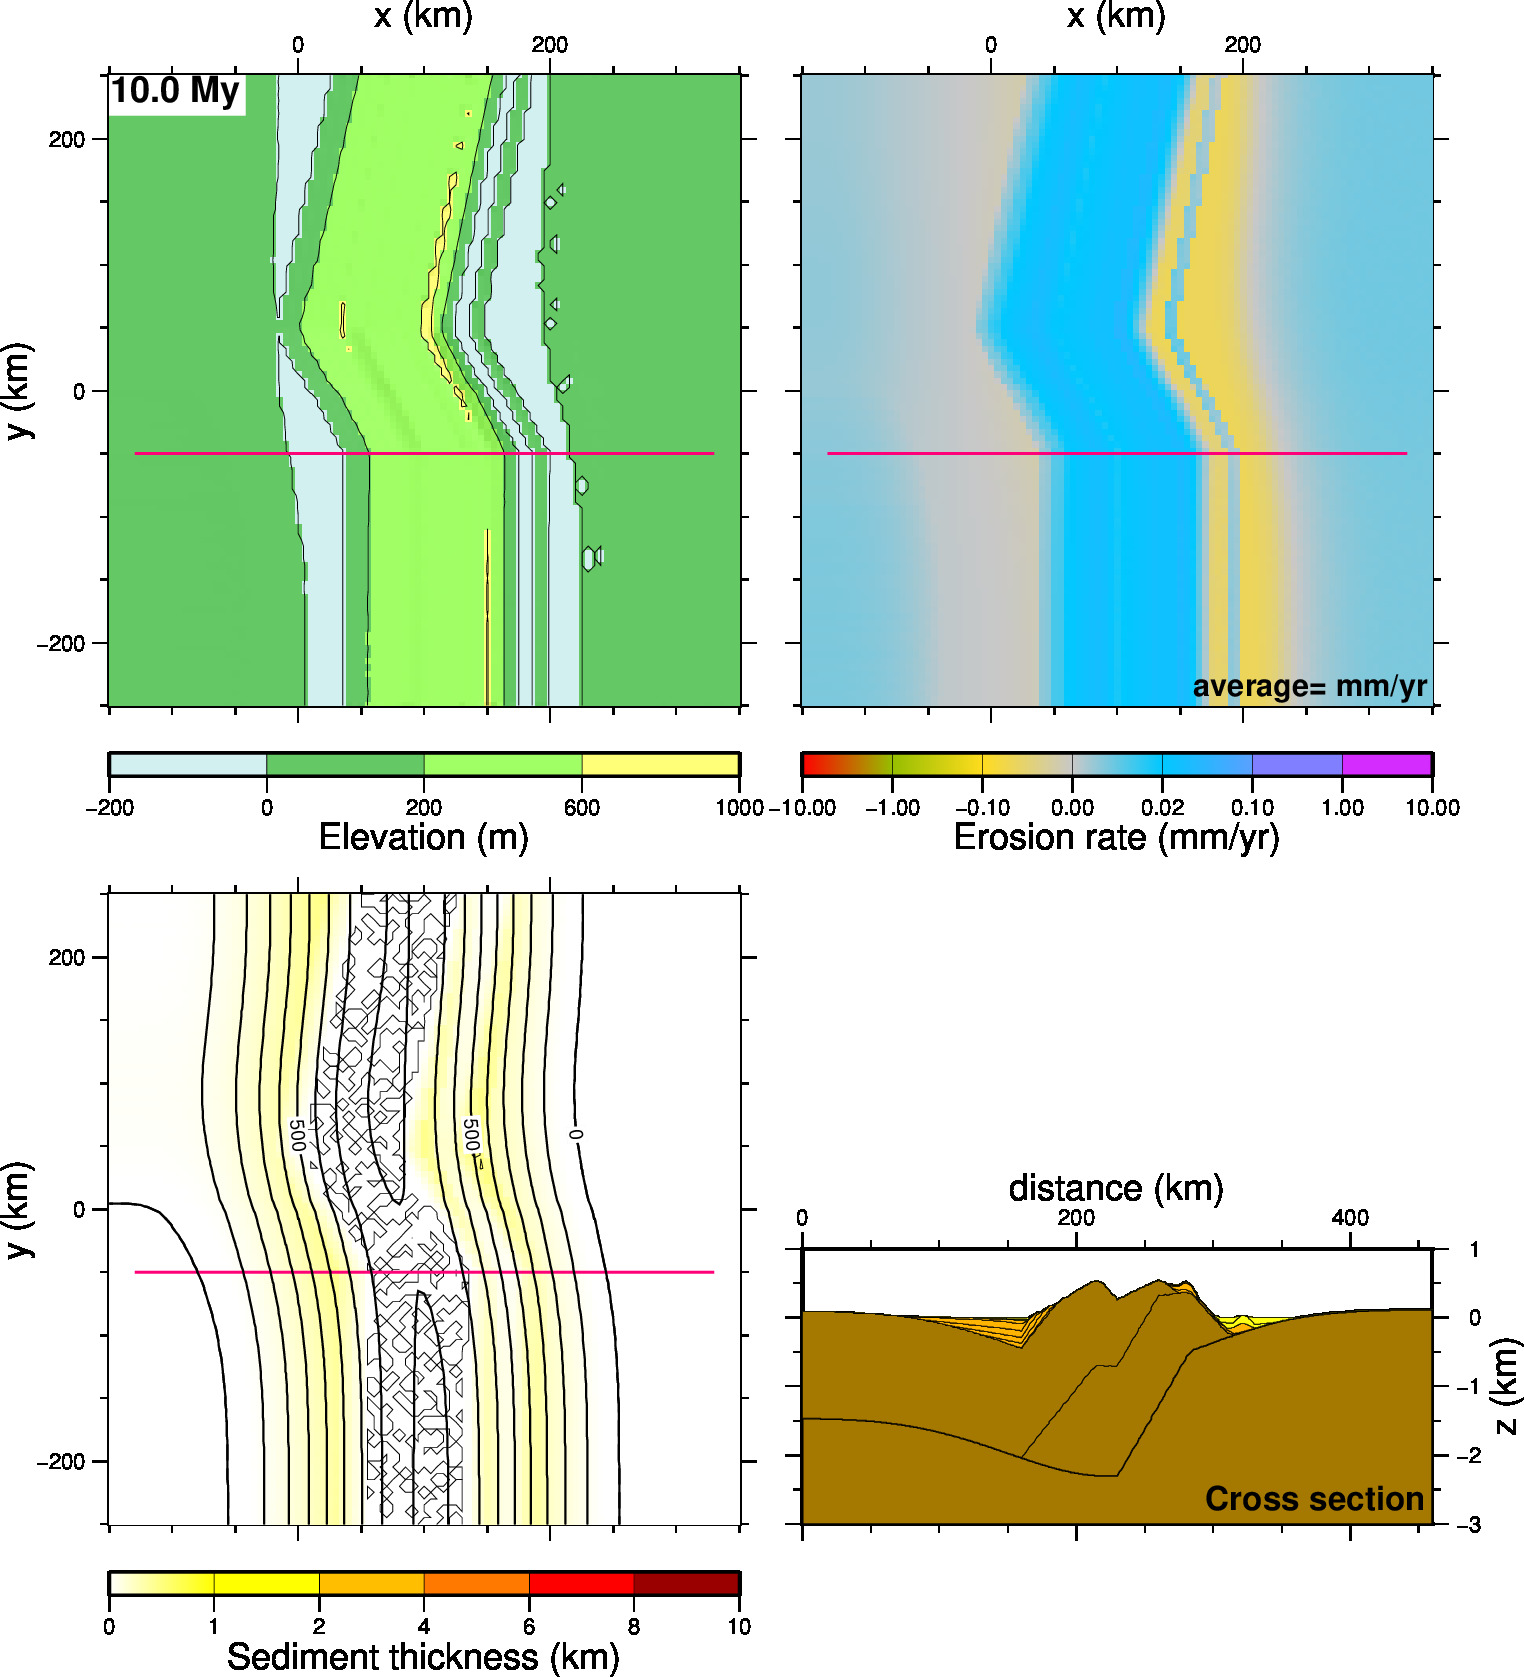 x (km)
x (km)
0 200
0 200
10.0 My
200
0
−200
y (km)
average= mm/yr
−200 0 200 600 1000
Elevation (m)
−10.00 −1.00 −0.10 0.00 0.02 0.10 1.00 10.00
Erosion rate (mm/yr)
200
0
−200
y (km)
500
500
0
distance (km)
0 200 400
1
0
−1
−2
−3
z (km)
Cross section
0 1 2 4 6 8 10
Sediment thickness (km)